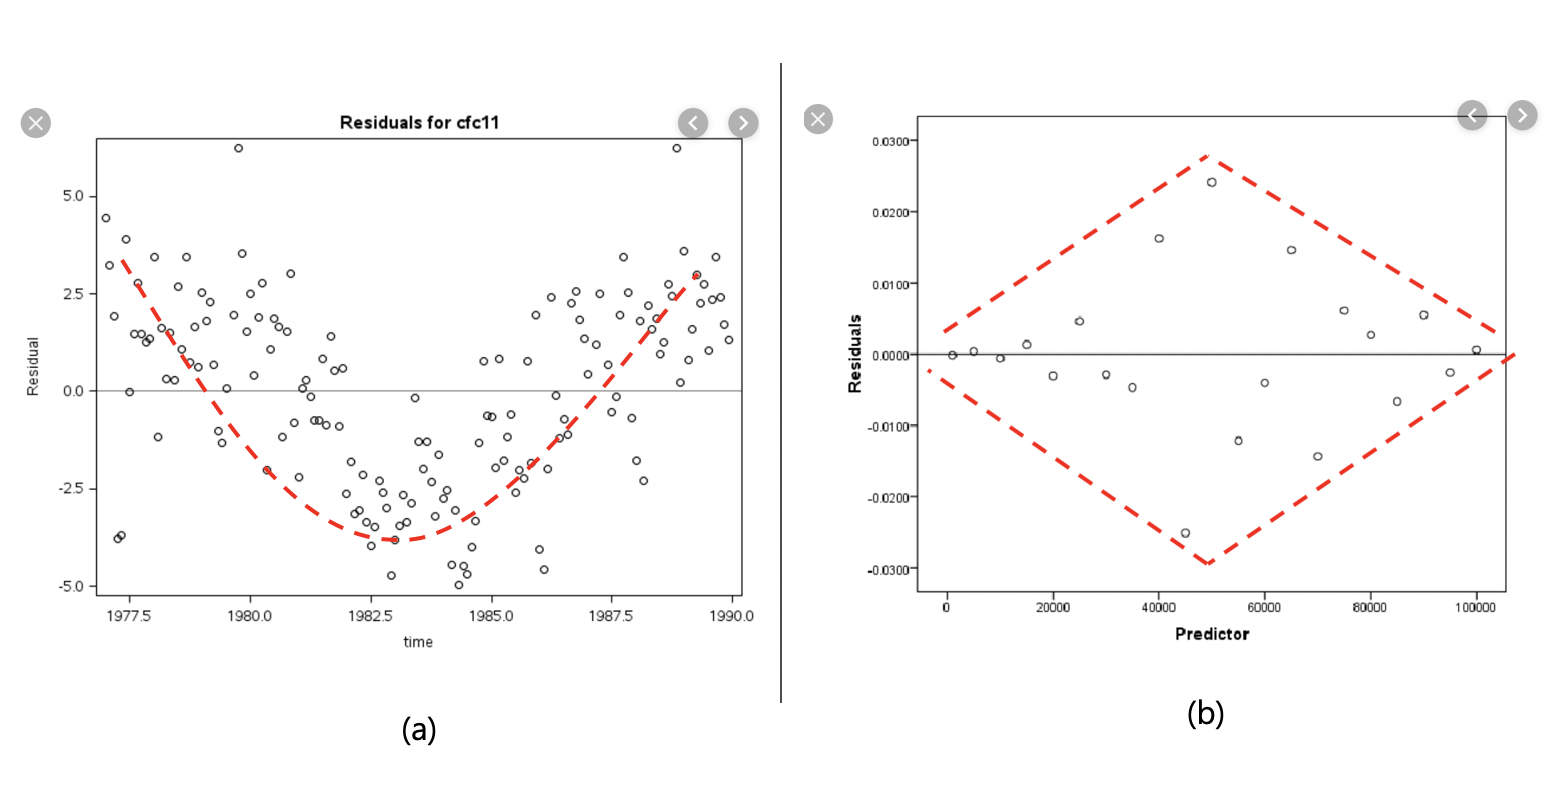 Residuals for cfc11
5.0
2.5
0.0
-2.5
-5.0
Residual
1977.5 1980.0 1982.5 1985.0 1987.5 1990.0
time
(a)
0.0300
0.0200
0.0100
0.0000
-0.0100
-0.0200
-0.0300
Residuals
0 20000 40000 60000 80000 100000
Predictor
(b)